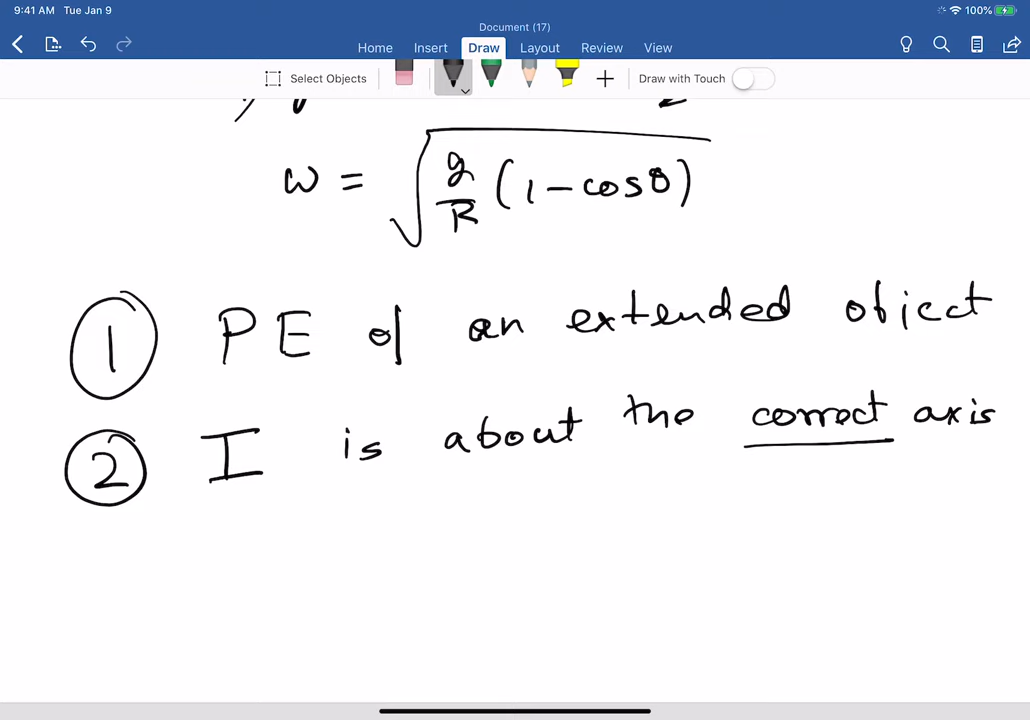 9:41 AM Tue Jan 9
100%
Document (17)
Home Insert Draw Layout Review View
Select Objects
Draw with Touch
ω = √(g/R (1 - cosθ))
1 PE of an extended object
2 I is about the correct axis